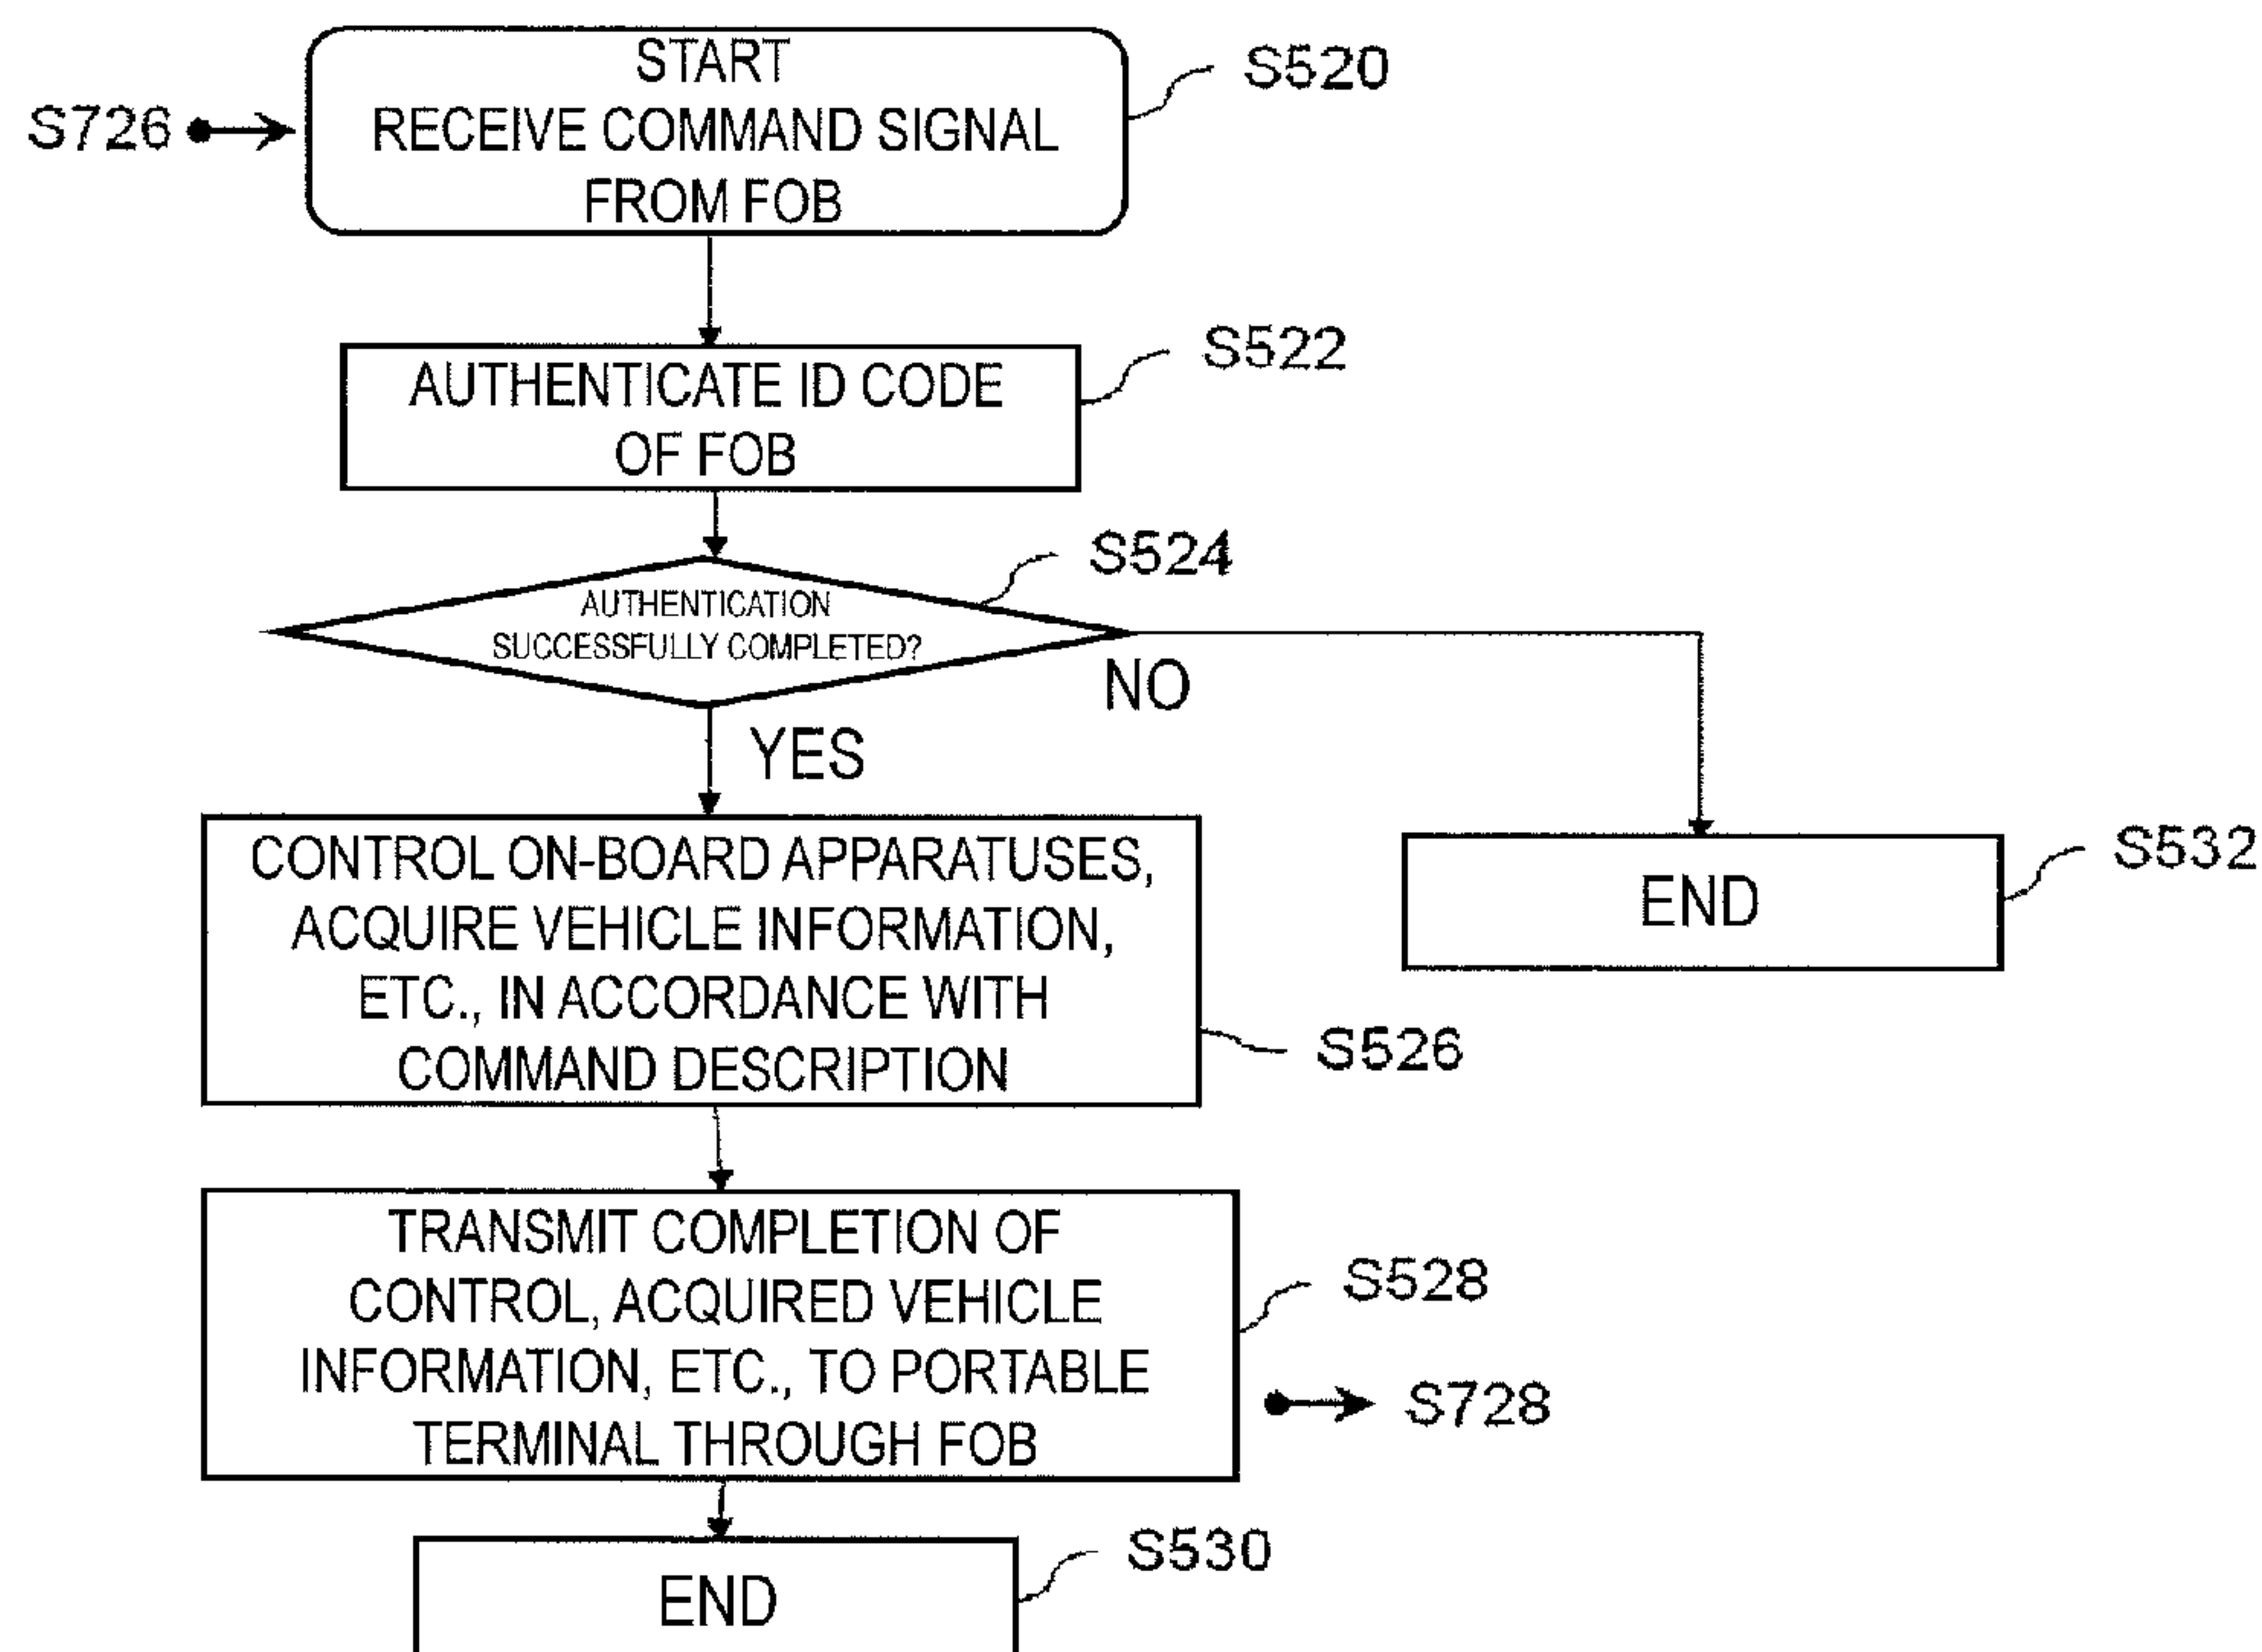 START
RECEIVE COMMAND SIGNAL
FROM FOB
S520
S726
AUTHENTICATE ID CODE
OF FOB
S522
AUTHENTICATION
SUCCESSFULLY COMPLETED?
S524
NO
YES
CONTROL ON-BOARD APPARATUSES,
ACQUIRE VEHICLE INFORMATION,
ETC., IN ACCORDANCE WITH
COMMAND DESCRIPTION
S526
END
S532
TRANSMIT COMPLETION OF
CONTROL, ACQUIRED VEHICLE
INFORMATION, ETC., TO PORTABLE
TERMINAL THROUGH FOB
S528
S728
END
S530